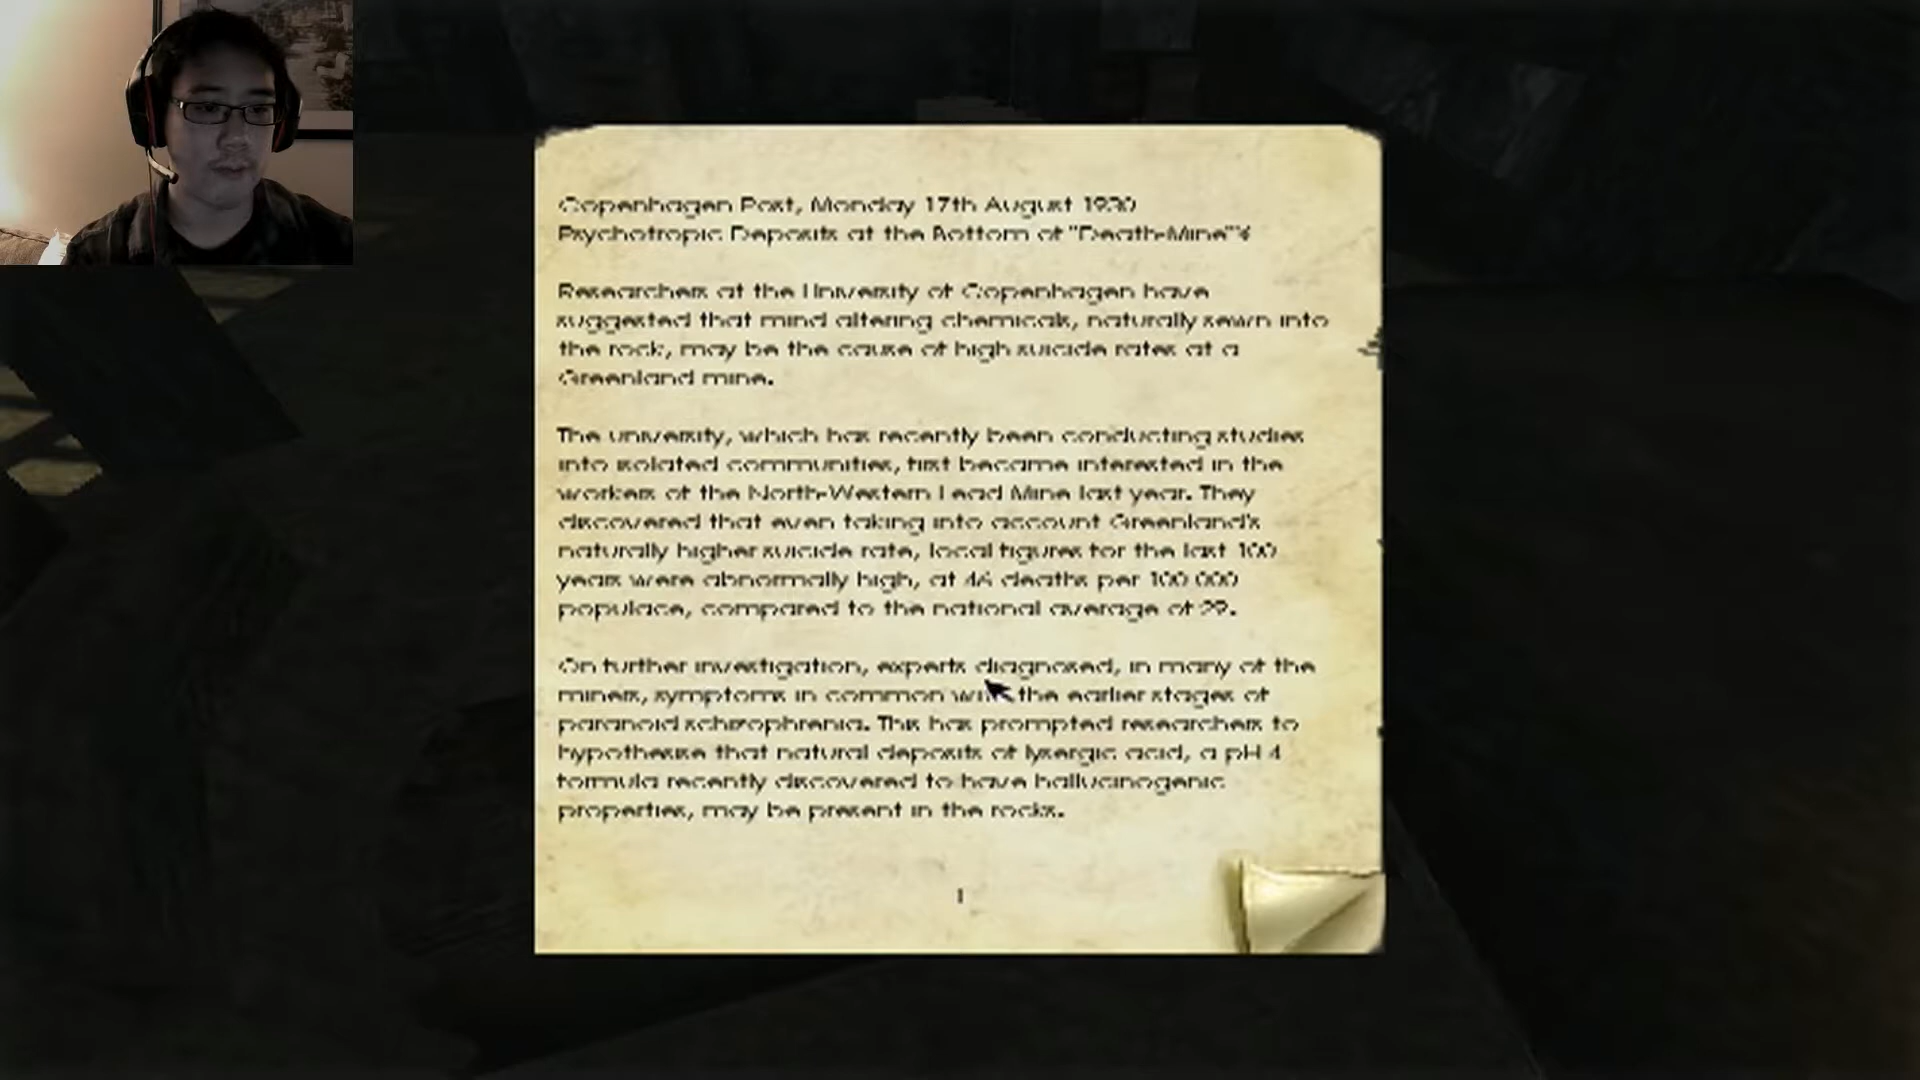 Copenhagen Post, Monday 17th August 1930
Psychotropic Deposits at the Bottom of "Death-Mine"?
Researchers at the University of Copenhagen have
suggested that mind altering chemicals, naturally sewn into
the rock, may be the cause of high suicide rates at a
Greenland mine.
The university, which has recently been conducting studies
into isolated communities, first became interested in the
workers of the North-Western Lead Mine last year. They
discovered that even taking into account Greenland's
naturally higher suicide rate, local figures for the last 100
years were abnormally high, at 46 deaths per 100 000
populace, compared to the national average of 29.
On further investigation, experts diagnosed, in many of the
miners, symptoms in common with the earlier stages of
paranoid schizophrenia. This has prompted researchers to
hypothesise that natural deposits of lysergic acid, a pH 4
formula recently discovered to have hallucinogenic
properties, may be present in the rocks.
1